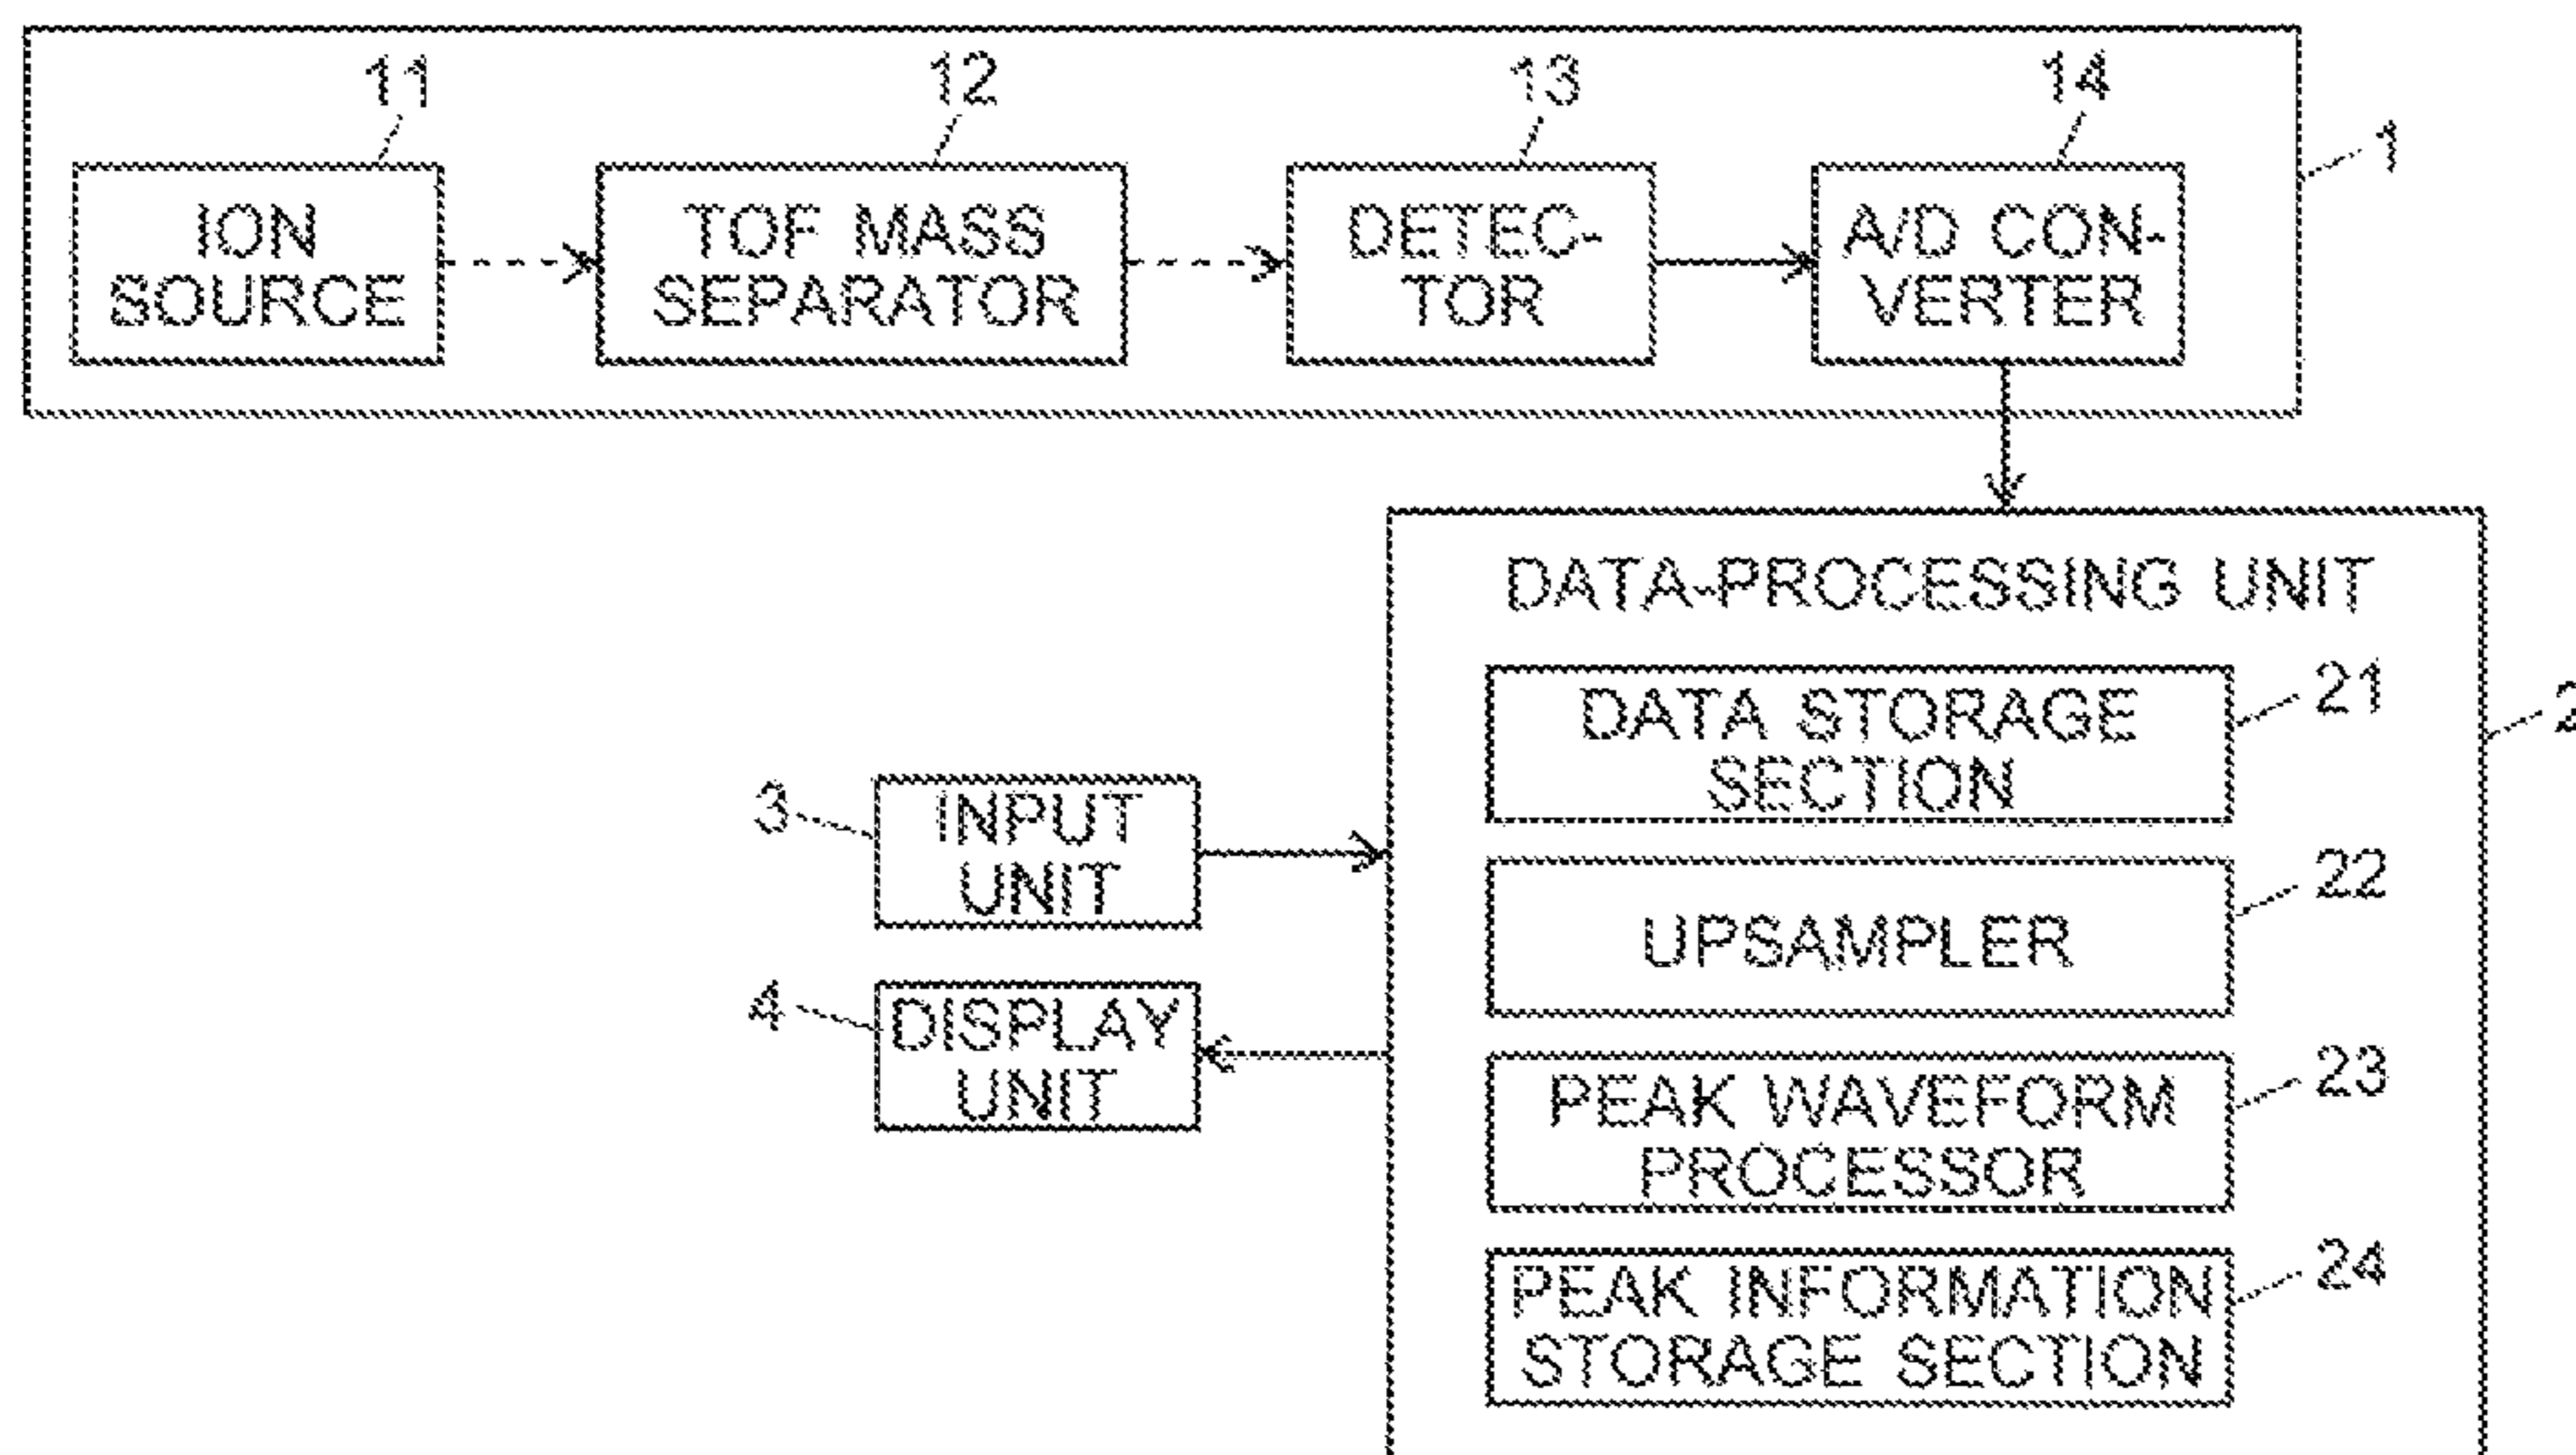 11
12
13
14
1
ION
SOURCE
TOF MASS
SEPARATOR
DETEC-
TOR
A/D CON-
VERTER
DATA-PROCESSING UNIT
DATA STORAGE
SECTION
21
2
3
INPUT
UNIT
UPSAMPLER
22
4
DISPLAY
UNIT
PEAK WAVEFORM
PROCESSOR
23
PEAK INFORMATION
STORAGE SECTION
24